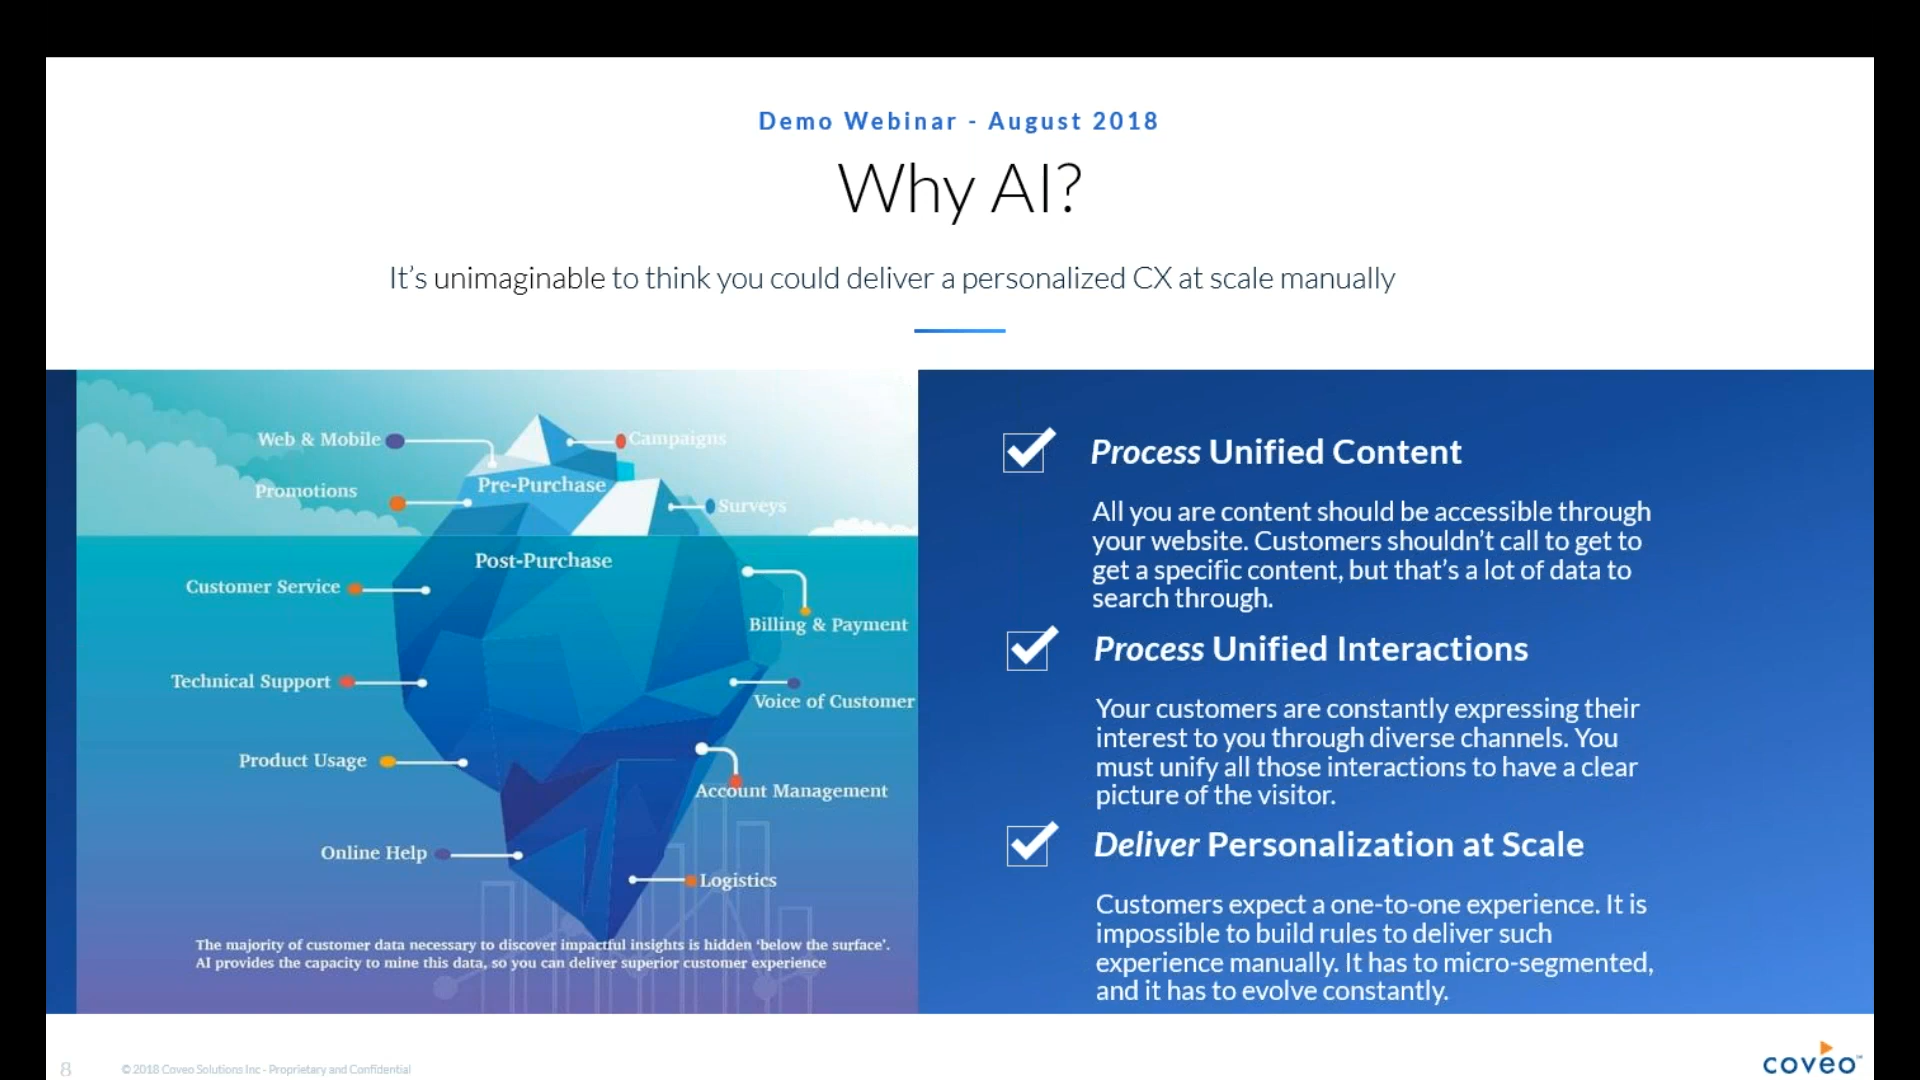 Demo Webinar - August 2018
Why AI?
It's unimaginable to think you could deliver a personalized CX at scale manually
Web & Mobile
Campaigns
Promotions
Pre-Purchase
Surveys
Post-Purchase
Customer Service
Billing & Payment
Technical Support
Voice of Customer
Product Usage
Account Management
Online Help
Logistics
The majority of customer data necessary to discover impactful insights is hidden 'below the surface'.
AI provides the capacity to mine this data, so you can deliver superior customer experience
Process Unified Content
All you are content should be accessible through
your website. Customers shouldn't call to get to
get a specific content, but that's a lot of data to
search through.
Process Unified Interactions
Your customers are constantly expressing their
interest to you through diverse channels. You
must unify all those interactions to have a clear
picture of the visitor.
Deliver Personalization at Scale
Customers expect a one-to-one experience. It is
impossible to build rules to deliver such
experience manually. It has to micro-segmented,
and it has to evolve constantly.
8
© 2018 Coveo Solutions Inc - Proprietary and Confidential
coveo™